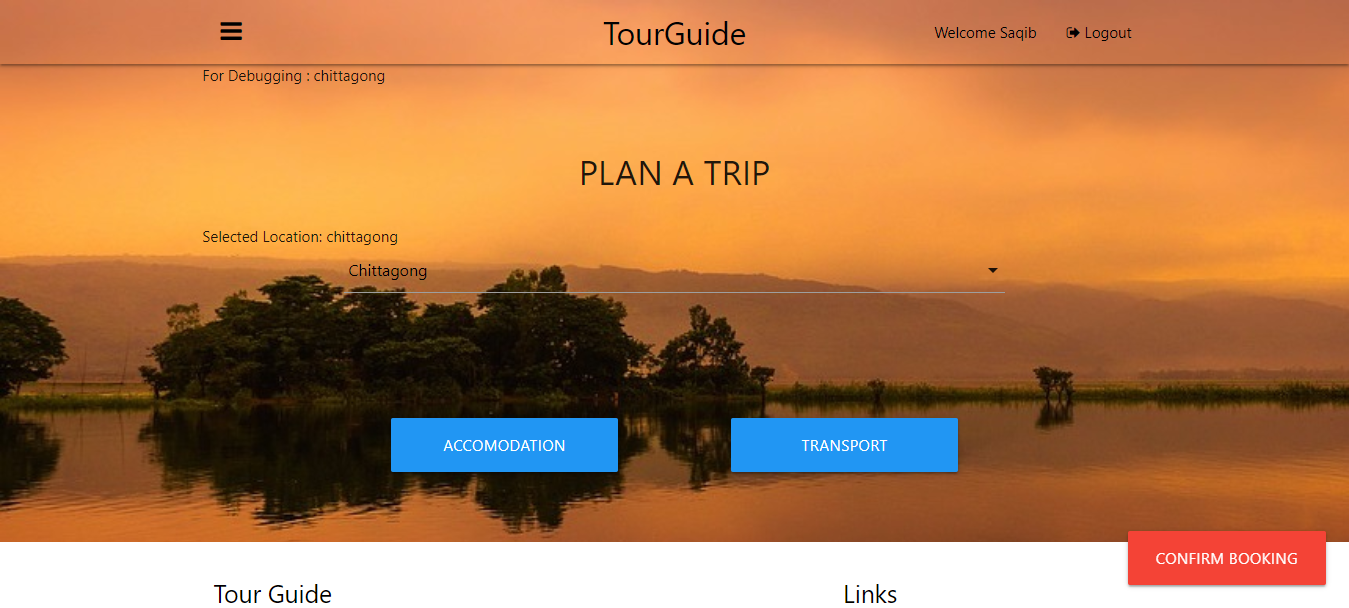 TourGuide
Welcome Saqib
Logout
For Debugging : chittagong
PLAN A TRIP
Selected Location: chittagong
Chittagong
ACCOMODATION
TRANSPORT
CONFIRM BOOKING
Tour Guide
Links